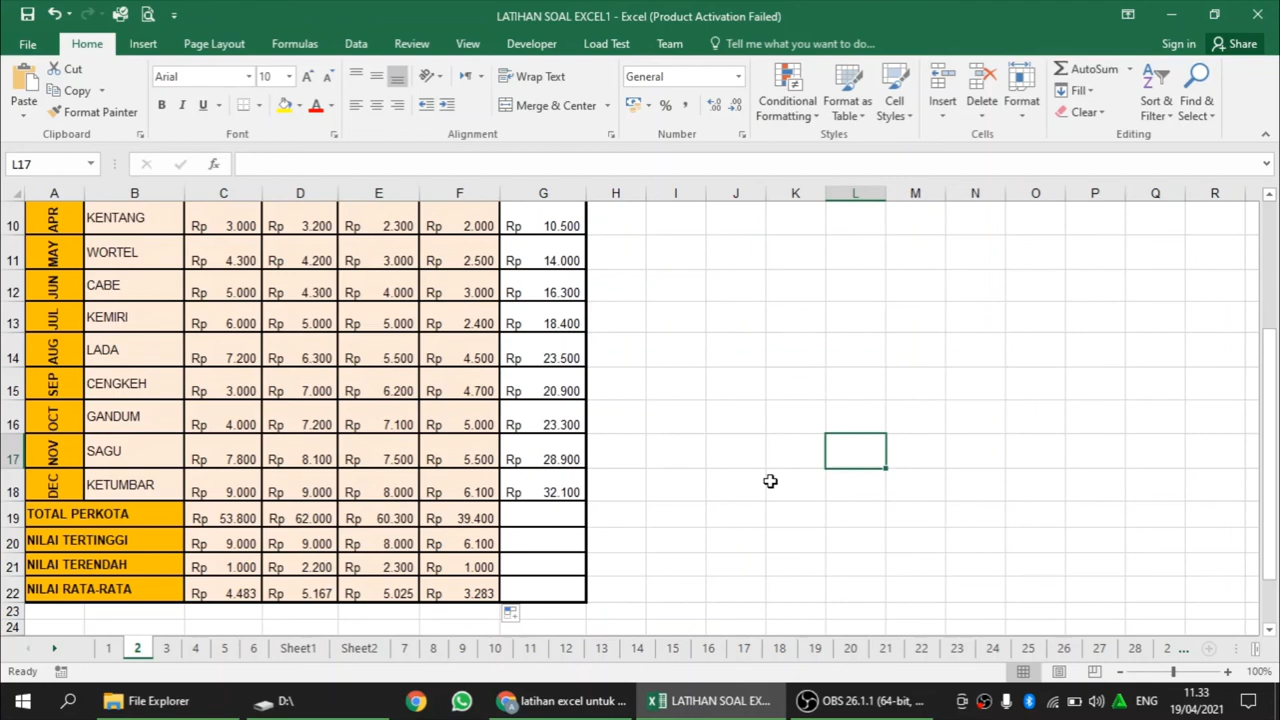 LATIHAN SOAL EXCEL1 - Excel (Product Activation Failed)
File Home Insert Page Layout Formulas Data Review View Developer Load Test Team Tell me what you want to do... Sign in Share
Paste
Cut
Copy
Format Painter
Clipboard
Arial 10
B I U A
Font
Wrap Text
Merge & Center
Alignment
General
%
Number
Conditional Formatting
Format as Table
Cell Styles
Styles
Insert Delete Format
Cells
AutoSum
Fill
Clear
Sort & Filter
Find & Select
Editing
L17 fx
A B C D E F G H I J K L M N O P Q R
10 APR KENTANG Rp 3.000 Rp 3.200 Rp 2.300 Rp 2.000 Rp 10.500
11 MAY WORTEL Rp 4.300 Rp 4.200 Rp 3.000 Rp 2.500 Rp 14.000
12 JUN CABE Rp 5.000 Rp 4.300 Rp 4.000 Rp 3.000 Rp 16.300
13 JUL KEMIRI Rp 6.000 Rp 5.000 Rp 5.000 Rp 2.400 Rp 18.400
14 AUG LADA Rp 7.200 Rp 6.300 Rp 5.500 Rp 4.500 Rp 23.500
15 SEP CENGKEH Rp 3.000 Rp 7.000 Rp 6.200 Rp 4.700 Rp 20.900
16 OCT GANDUM Rp 4.000 Rp 7.200 Rp 7.100 Rp 5.000 Rp 23.300
17 NOV SAGU Rp 7.800 Rp 8.100 Rp 7.500 Rp 5.500 Rp 28.900
18 DEC KETUMBAR Rp 9.000 Rp 9.000 Rp 8.000 Rp 6.100 Rp 32.100
19 TOTAL PERKOTA Rp 53.800 Rp 62.000 Rp 60.300 Rp 39.400
20 NILAI TERTINGGI Rp 9.000 Rp 9.000 Rp 8.000 Rp 6.100
21 NILAI TERENDAH Rp 1.000 Rp 2.200 Rp 2.300 Rp 1.000
22 NILAI RATA-RATA Rp 4.483 Rp 5.167 Rp 5.025 Rp 3.283
23
24
1 2 3 4 5 6 Sheet1 Sheet2 7 8 9 10 11 12 13 14 15 16 17 18 19 20 21 22 23 24 25 26 27 28 2 ...
Ready 100%
File Explorer D:\ latihan excel untuk ... LATIHAN SOAL EX... OBS 26.1.1 (64-bit, ... ENG 11.33
19/04/2021